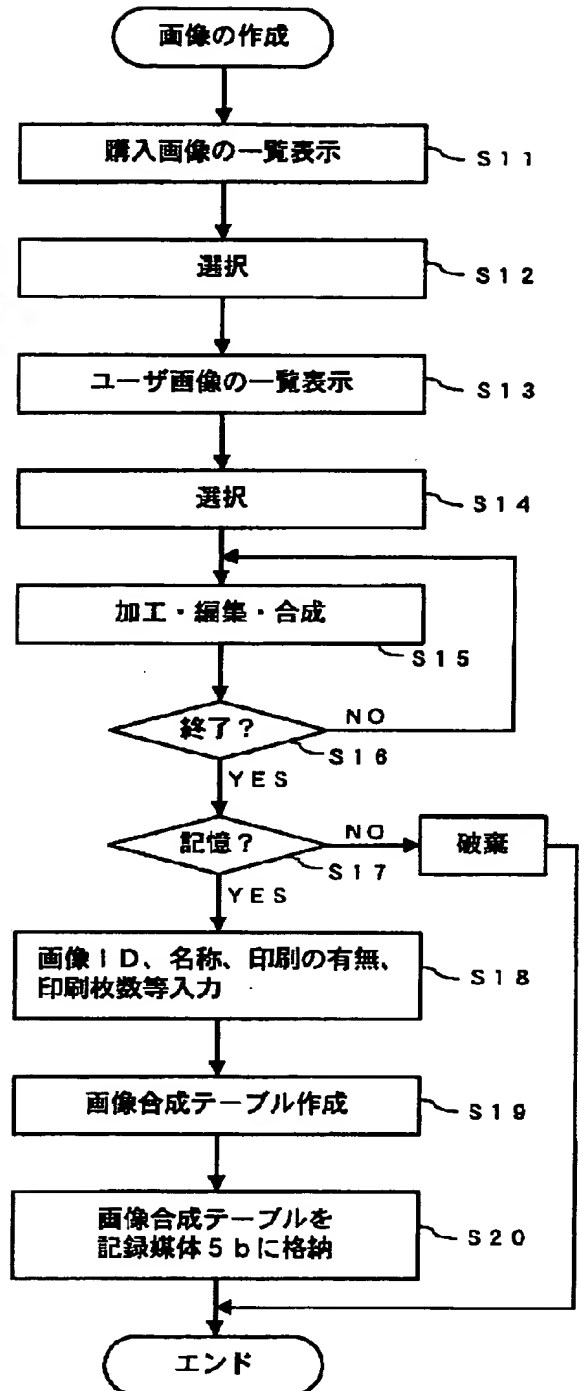 画像の作成
購入画像の一覧表示
S11
選択
S12
ユーザ画像の一覧表示
S13
選択
S14
加工・編集・合成
S15
終了？
NO
S16
YES
記憶？
NO
破棄
S17
YES
画像ID、名称、印刷の有無、
印刷枚数等入力
S18
画像合成テーブル作成
S19
画像合成テーブルを
記録媒体5bに格納
S20
エンド